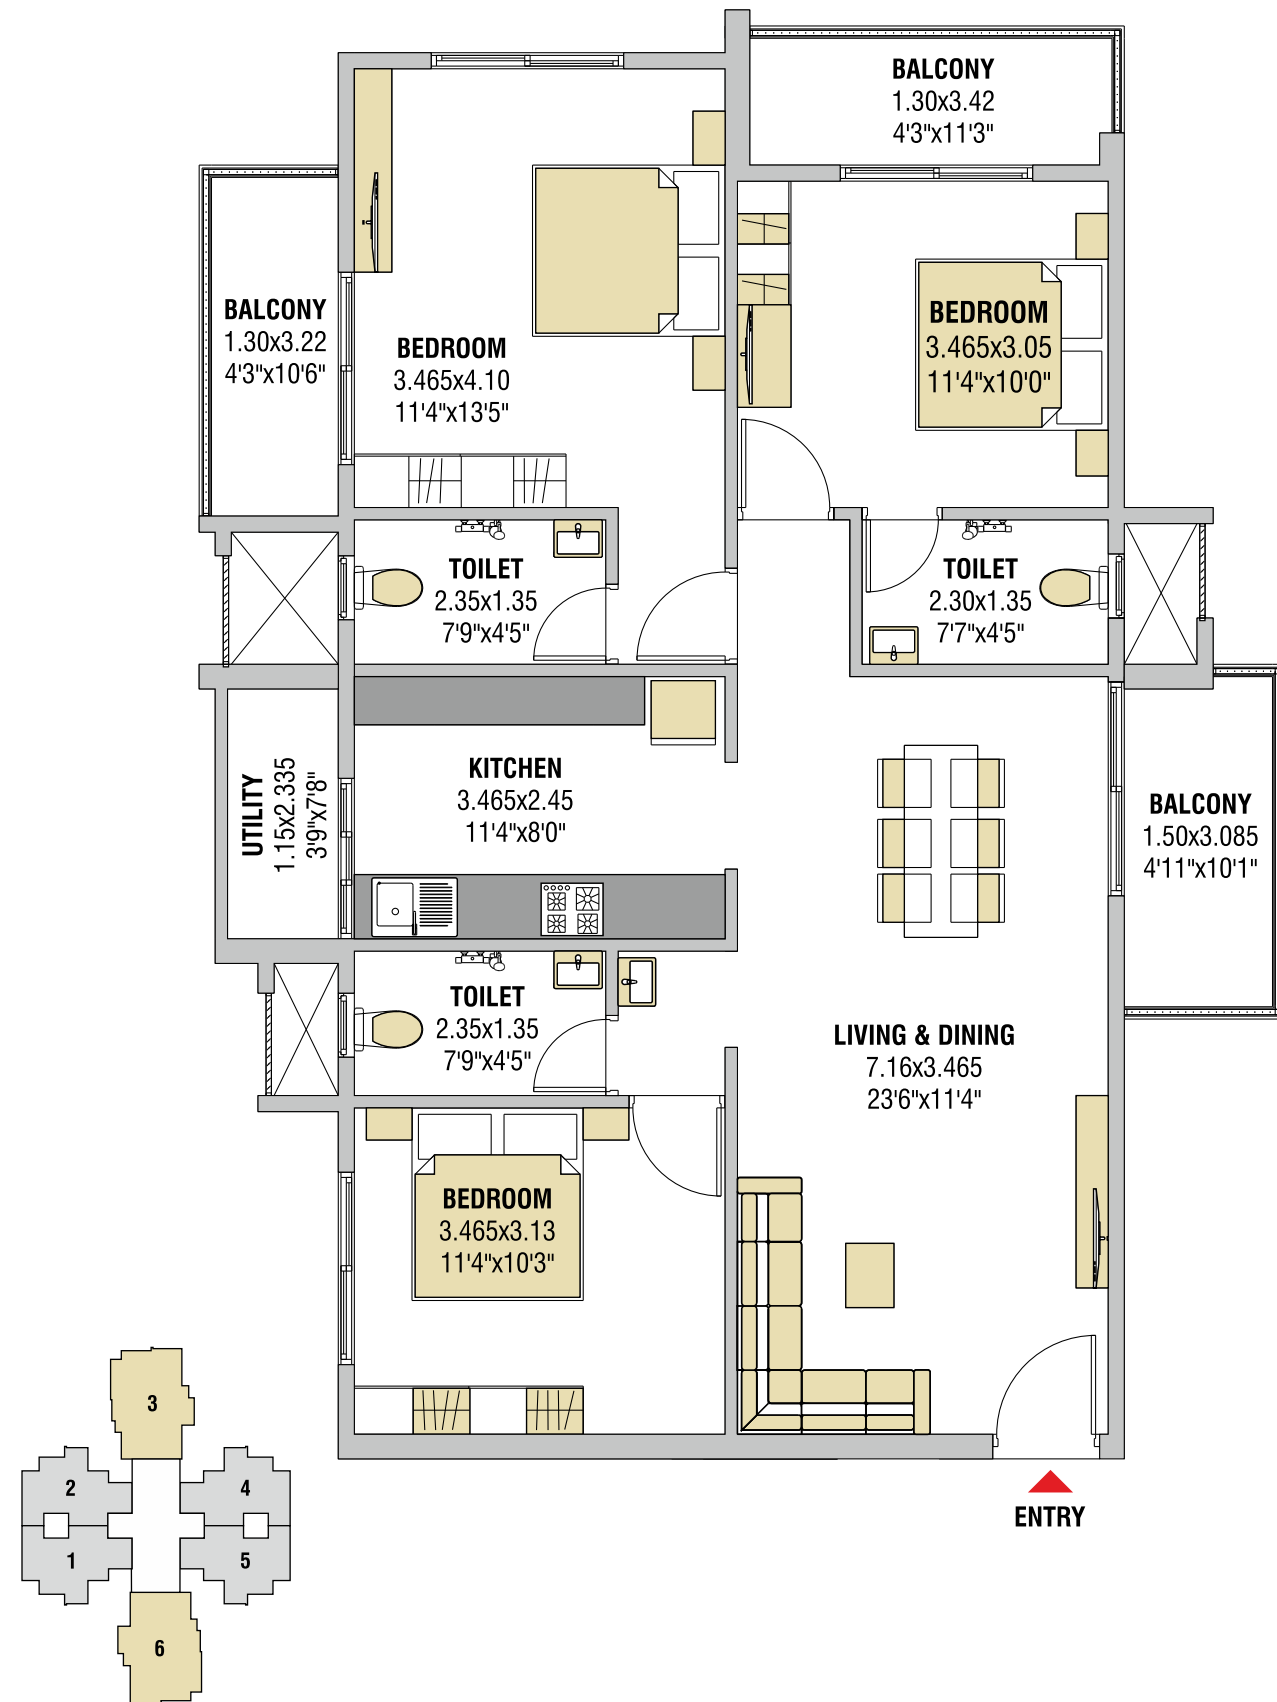 BALCONY
1.30x3.42
4'3"x11'3"
BALCONY
1.30x3.22
4'3"x10'6"
BEDROOM
3.465x4.10
11'4"x13'5"
BEDROOM
3.465x3.05
11'4"x10'0"
TOILET
2.35x1.35
7'9"x4'5"
TOILET
2.30x1.35
7'7"x4'5"
UTILITY
1.15x2.335
3'9"x7'8"
KITCHEN
3.465x2.45
11'4"x8'0"
BALCONY
1.50x3.085
4'11"x10'1"
TOILET
2.35x1.35
7'9"x4'5"
LIVING & DINING
7.16x3.465
23'6"x11'4"
BEDROOM
3.465x3.13
11'4"x10'3"
ENTRY
3
2
4
1
5
6